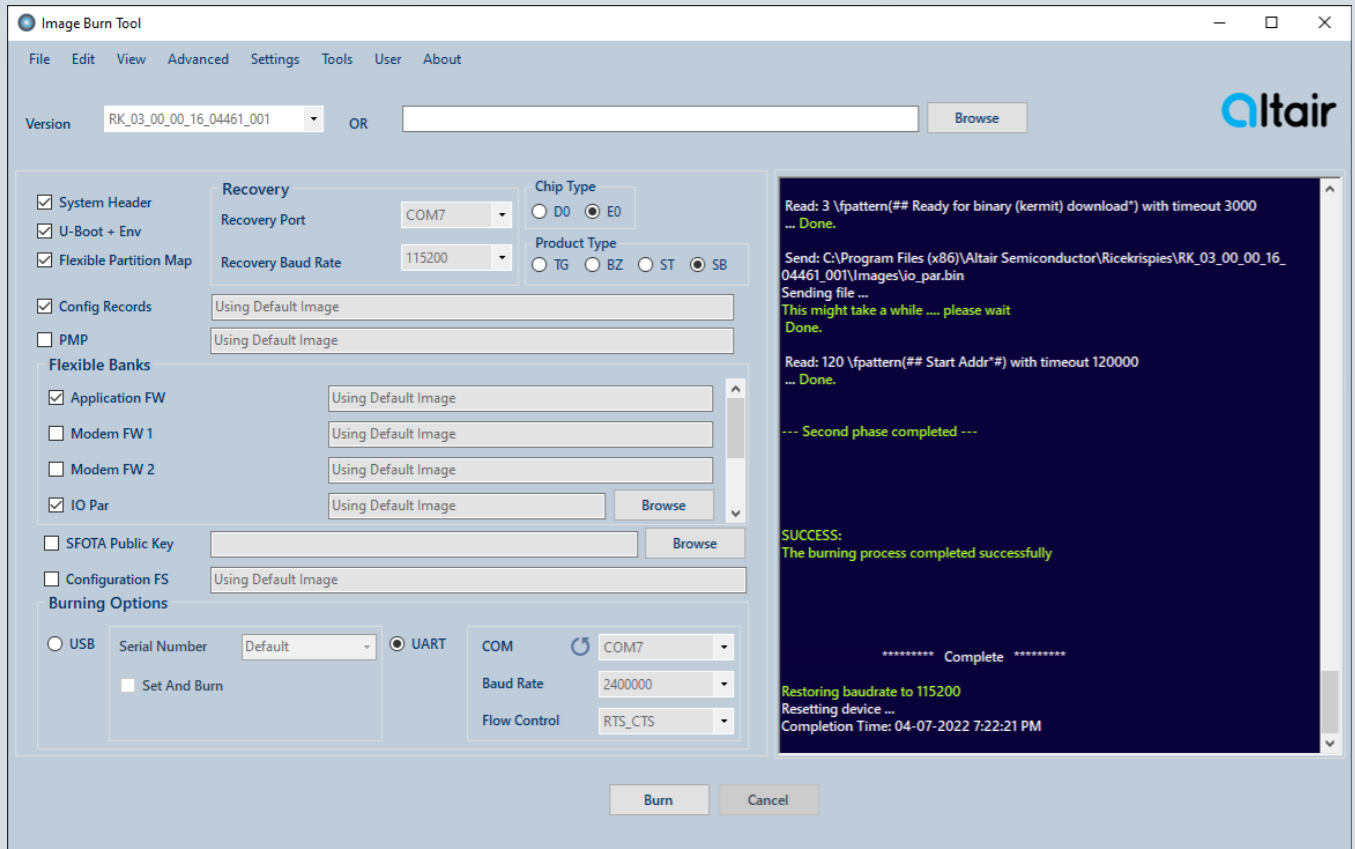 Image Burn Tool
File Edit View Advanced Settings Tools User About
altair
Version RK_03_00_00_16_04461_001 OR Browse
System Header
U-Boot + Env
Flexible Partition Map
Recovery
Recovery Port COM7
Recovery Baud Rate 115200
Chip Type
D0 E0
Product Type
TG BZ ST SB
Config Records Using Default Image
PMP Using Default Image
Flexible Banks
Application FW Using Default Image
Modem FW 1 Using Default Image
Modem FW 2 Using Default Image
IO Par Using Default Image Browse
SFOTA Public Key Browse
Configuration FS Using Default Image
Burning Options
USB Serial Number Default
Set And Burn
UART
COM COM7
Baud Rate 2400000
Flow Control RTS_CTS
Read: 3 \fpattern(## Ready for binary (kermit) download*) with timeout 3000
... Done.
Send: C:\Program Files (x86)\Altair Semiconductor\Ricekrispies\RK_03_00_00_16_
04461_001\Images\io_par.bin
Sending file ...
This might take a while .... please wait
Done.
Read: 120 \fpattern(## Start Addr*#) with timeout 120000
... Done.
--- Second phase completed ---
SUCCESS:
The burning process completed successfully
********* Complete *********
Restoring baudrate to 115200
Resetting device ...
Completion Time: 04-07-2022 7:22:21 PM
Burn Cancel